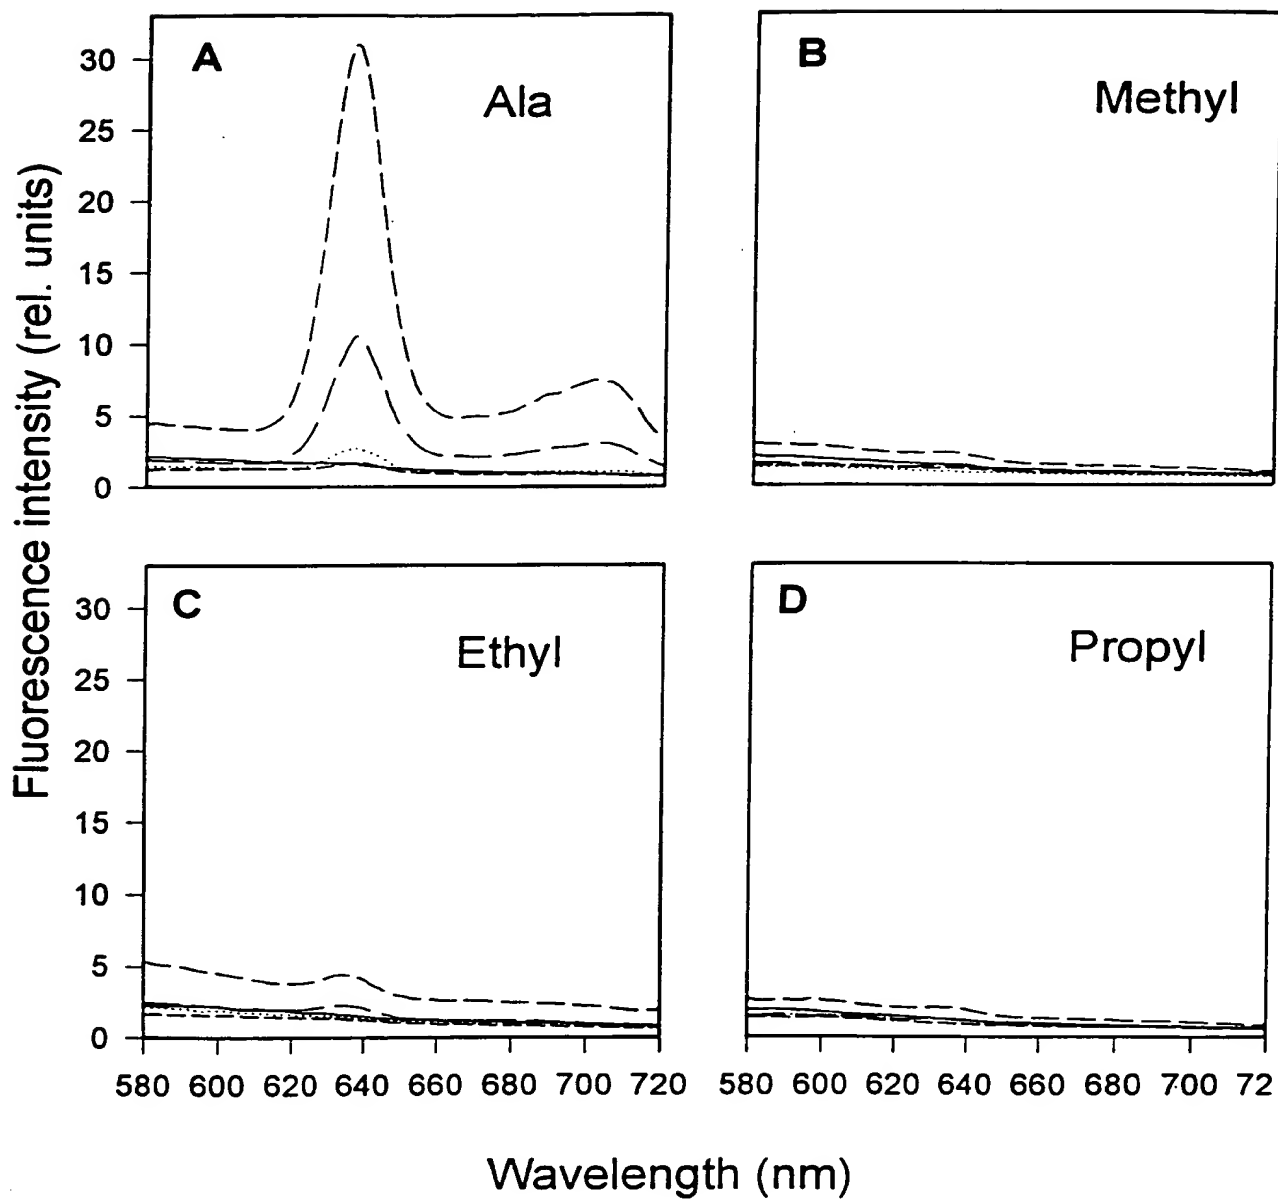 A
Ala
30
25
20
15
10
5
0
B
Methyl
Fluorescence intensity (rel. units)
C
Ethyl
30
25
20
15
10
5
0
580 600 620 640 660 680 700 720
D
Propyl
580 600 620 640 660 680 700 72
Wavelength (nm)